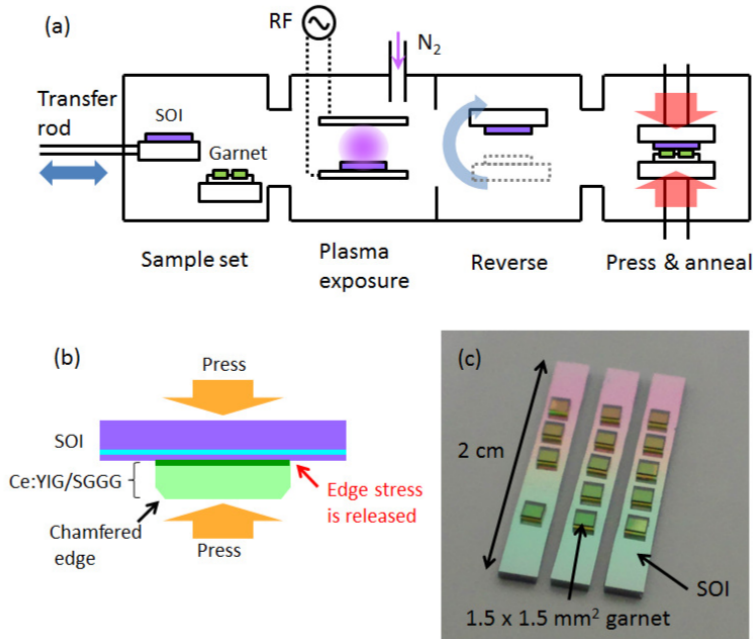 (a)
RF
N2
Transfer
rod
SOI
Garnet
Sample set
Plasma
exposure
Reverse
Press & anneal
(b)
Press
SOI
Ce:YIG/SGGG
Edge stress
is released
Chamfered
edge
Press
(c)
2 cm
SOI
1.5 x 1.5 mm² garnet